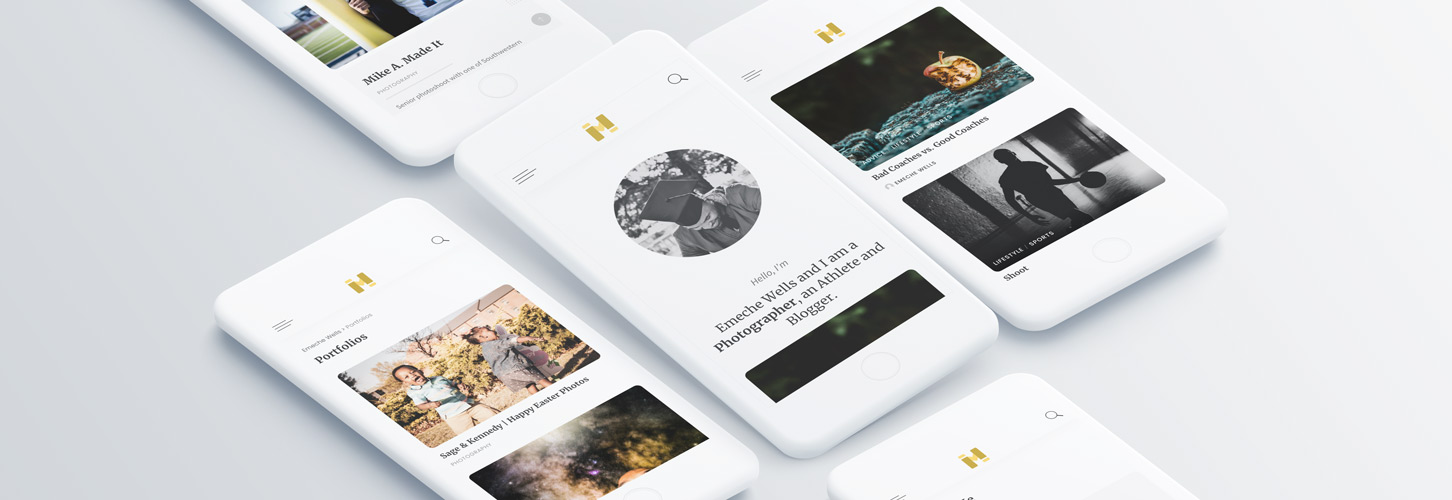 Mike A. Made It
PHOTOGRAPHY
Senior photoshoot with one of Southwestern
ADVICE / LIFESTYLE / SPORTS
Bad Coaches vs. Good Coaches
EMECHE WELLS
LIFESTYLE / SPORTS
Shoot
Hello, I'm
Emeche Wells and I am a
Photographer, an Athlete and
Blogger.
Emeche Wells › Portfolios
Portfolios
Sage & Kennedy | Happy Easter Photos
PHOTOGRAPHY